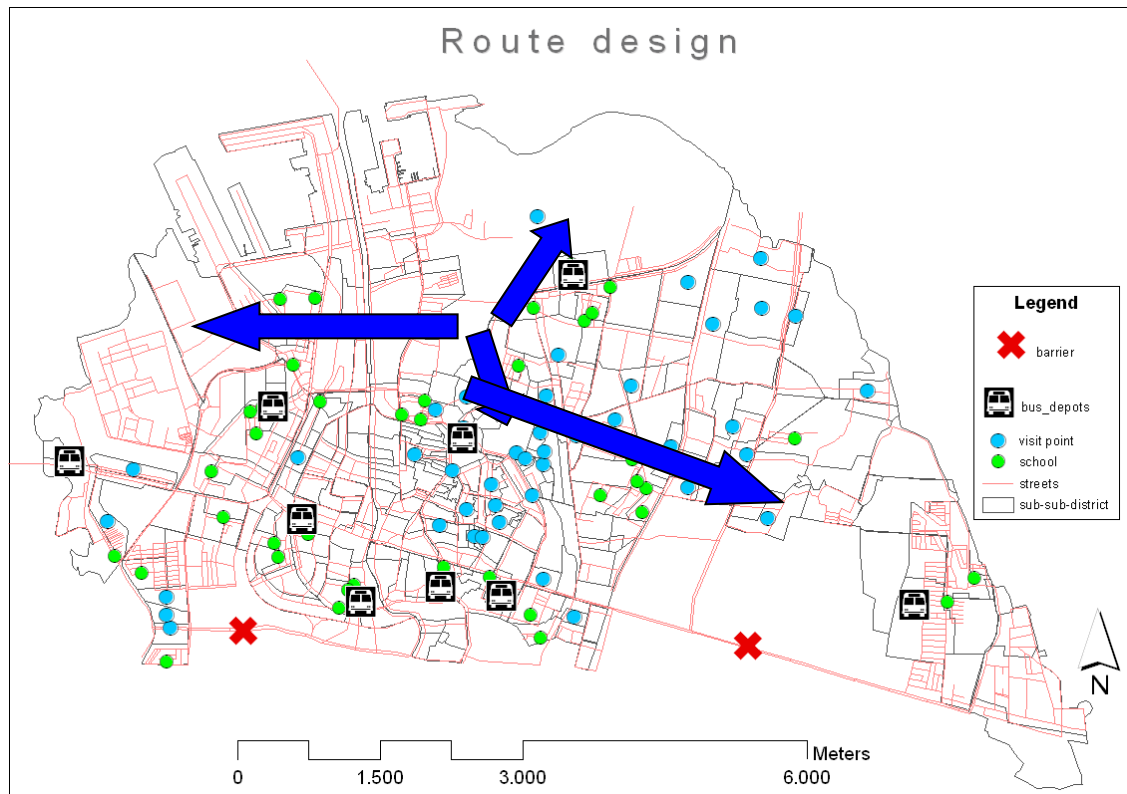 Route design
Legend
barrier
bus_depots
visit point
school
streets
sub-sub-district
N
Meters
0 1.500 3.000 6.000